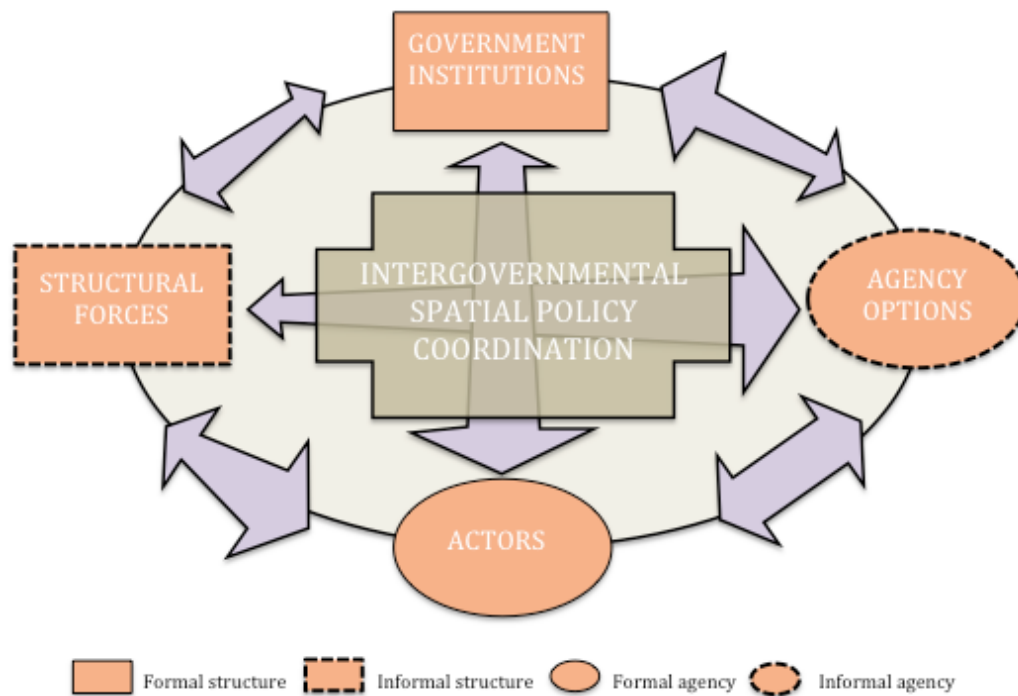 GOVERNMENT
INSTITUTIONS
STRUCTURAL
FORCES
INTERGOVERNMENTAL
SPATIAL POLICY
COORDINATION
AGENCY
OPTIONS
ACTORS
Formal structure
Informal structure
Formal agency
Informal agency